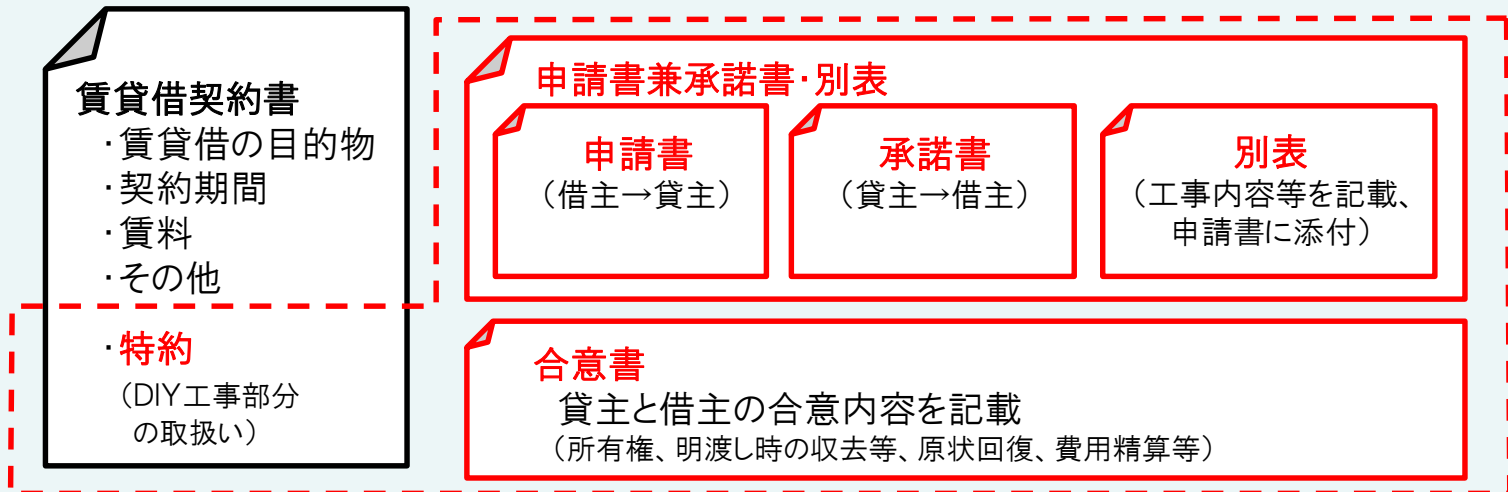 賃貸借契約書
・賃貸借の目的物
・契約期間
・賃料
・その他
・特約
（DIY工事部分
の取扱い）
申請書兼承諾書・別表
申請書
（借主→貸主）
承諾書
（貸主→借主）
別表
（工事内容等を記載、
申請書に添付）
合意書
貸主と借主の合意内容を記載
（所有権、明渡し時の収去等、原状回復、費用精算等）